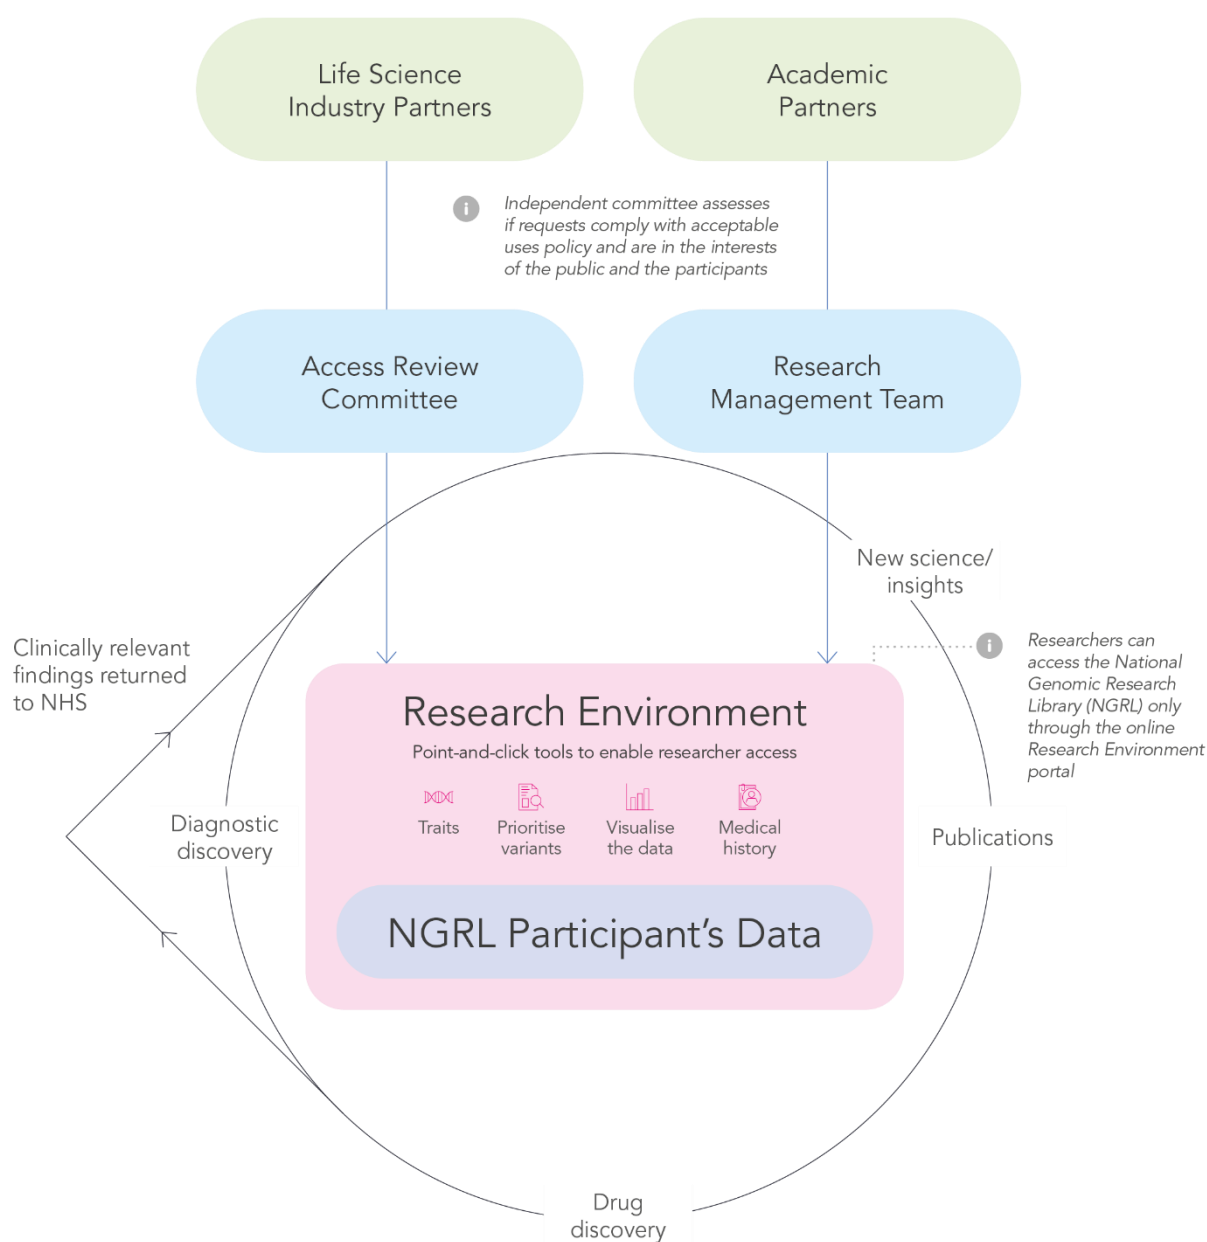 Life Science
Industry Partners
Academic
Partners
i
Independent committee assesses
if requests comply with acceptable
uses policy and are in the interests
of the public and the participants
Access Review
Committee
Research
Management Team
New science/
insights
Clinically relevant
findings returned
to NHS
i
Researchers can
access the National
Genomic Research
Library (NGRL) only
through the online
Research Environment
portal
Research Environment
Point-and-click tools to enable researcher access
Traits
Prioritise
variants
Visualise
the data
Medical
history
Diagnostic
discovery
Publications
NGRL Participant’s Data
Drug
discovery